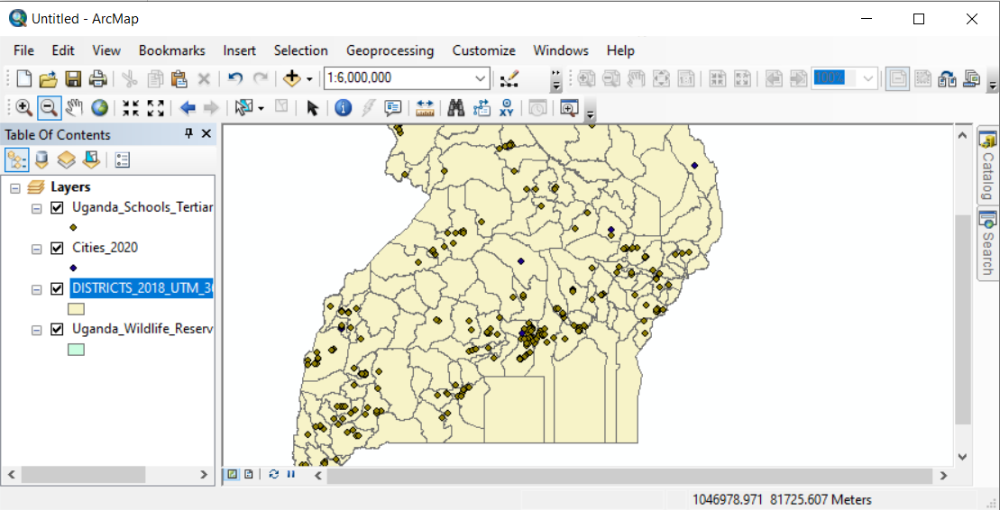 Untitled - ArcMap
File Edit View Bookmarks Insert Selection Geoprocessing Customize Windows Help
1:6,000,000
100%
Table Of Contents
Layers
Uganda_Schools_Tertiar
Cities_2020
DISTRICTS_2018_UTM_3
Uganda_Wildlife_Reserv
Catalog
Search
1046978.971 81725.607 Meters